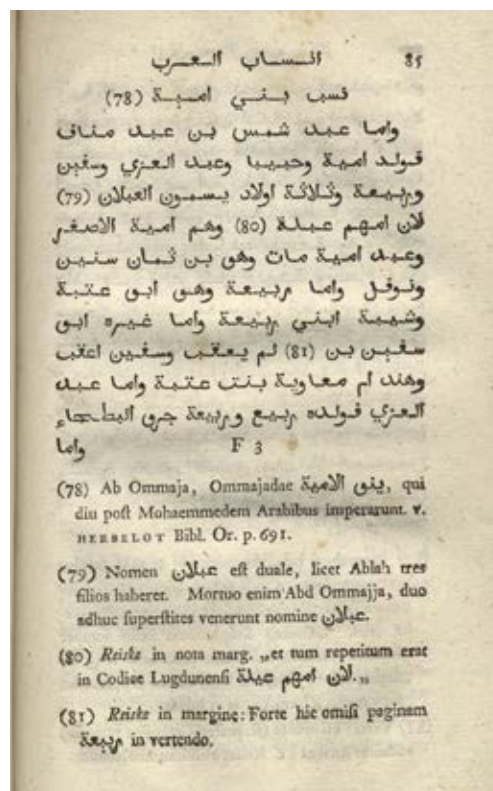 انساب العرب 85
نسب بني امية (78)
واما عبد شمس بن عبد مناف
فولد امية وحبيبا وعبد العزي وسفين
وربيعة وثلاثة اولاد يسمون العبلان (79)
لان امهم عبلة (80) وهم امية الاصغر
وعبد امية مات وهو بن ثمان سنين
ونوفل واما ربيعة وهو ابو عتبة
وشيبة ابني ربيعة واما غيره ابو
سفين بن (81) لم يعقب وسفين اعقب
وهند ام معاوية بنت عتبة واما عبد
العزي فولده ربيع وربيعة جرو البطحاء
F 3 واما
(78) Ab Ommaja, Ommajadae بنو الامية, qui
diu post Mohaemmedem Arabibus imperarunt. v.
HERBELOT Bibl. Or. p. 691.
(79) Nomen عبلان est duale, licet Ablah tres
filios haberet. Mortuo enim Abd Ommajja, duo
adhuc superstites venerunt nomine عبلان.
(80) Reiske in nota marg. „et tum repetitum erat
in Codice Lugdunensi لان امهم عبلة.„
(81) Reiske in margine: Forte hic omisi paginam
ربيعة in vertendo.